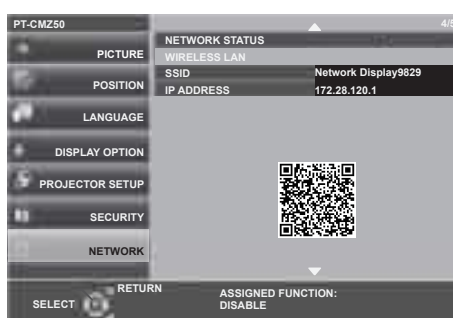 PT-CMZ50
4/5
NETWORK STATUS
PICTURE
WIRELESS LAN
SSID Network Display9829
POSITION
IP ADDRESS 172.28.120.1
LANGUAGE
DISPLAY OPTION
PROJECTOR SETUP
SECURITY
NETWORK
RETURN
SELECT
ASSIGNED FUNCTION:
DISABLE